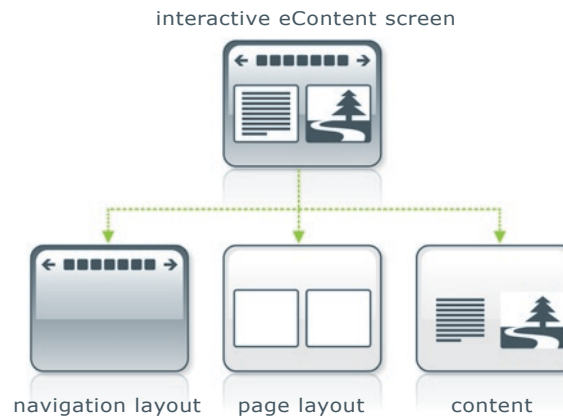 interactive eContent screen
navigation layout
page layout
content